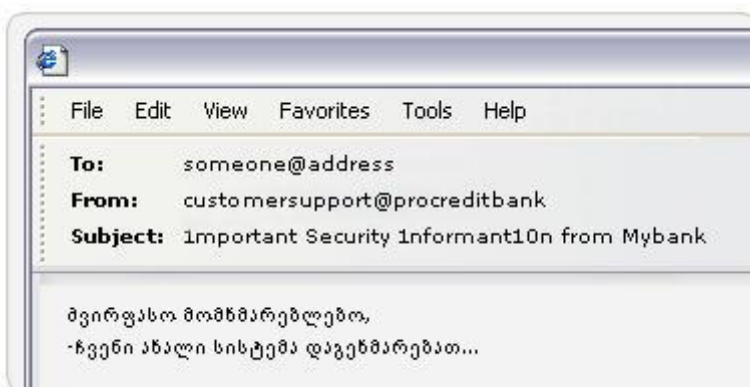 File Edit View Favorites Tools Help
To: someone@address
From: customersupport@procreditbank
Subject: 1mportant Security 1nformant10n from Mybank
ძვირფასო მომხმარებლებო,
-ჩვენი ახალი სისტემა დაგეხმარებათ...